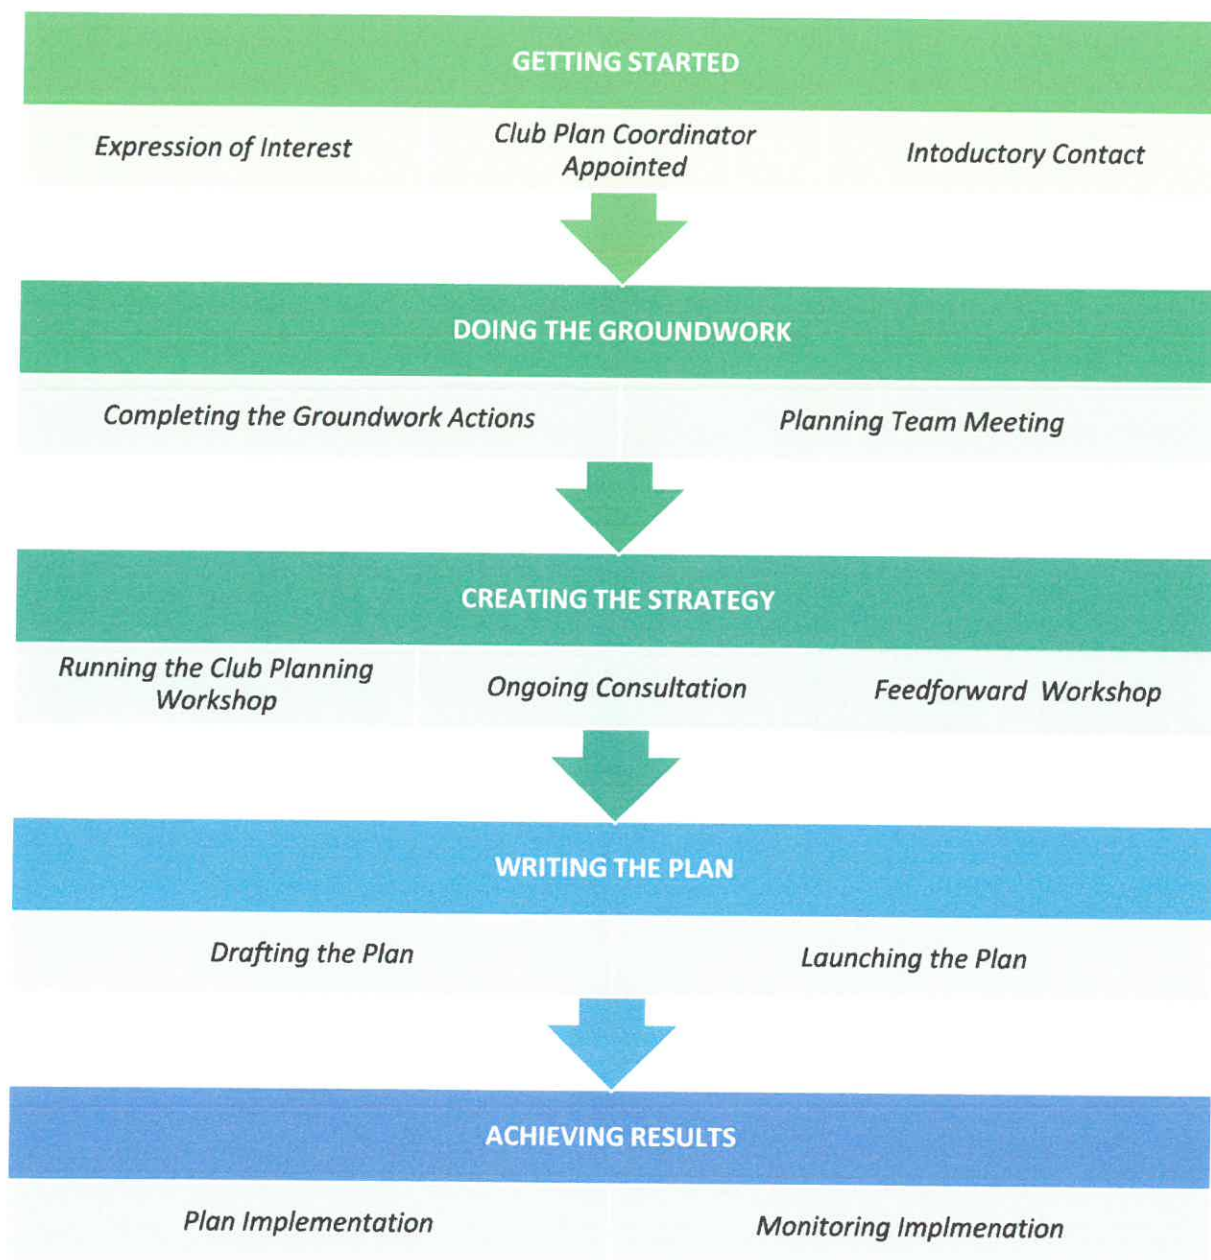 GETTING STARTED
Expression of Interest
Club Plan Coordinator
Appointed
Intoductory Contact
DOING THE GROUNDWORK
Completing the Groundwork Actions
Planning Team Meeting
CREATING THE STRATEGY
Running the Club Planning
Workshop
Ongoing Consultation
Feedforward Workshop
WRITING THE PLAN
Drafting the Plan
Launching the Plan
ACHIEVING RESULTS
Plan Implementation
Monitoring Implmenation